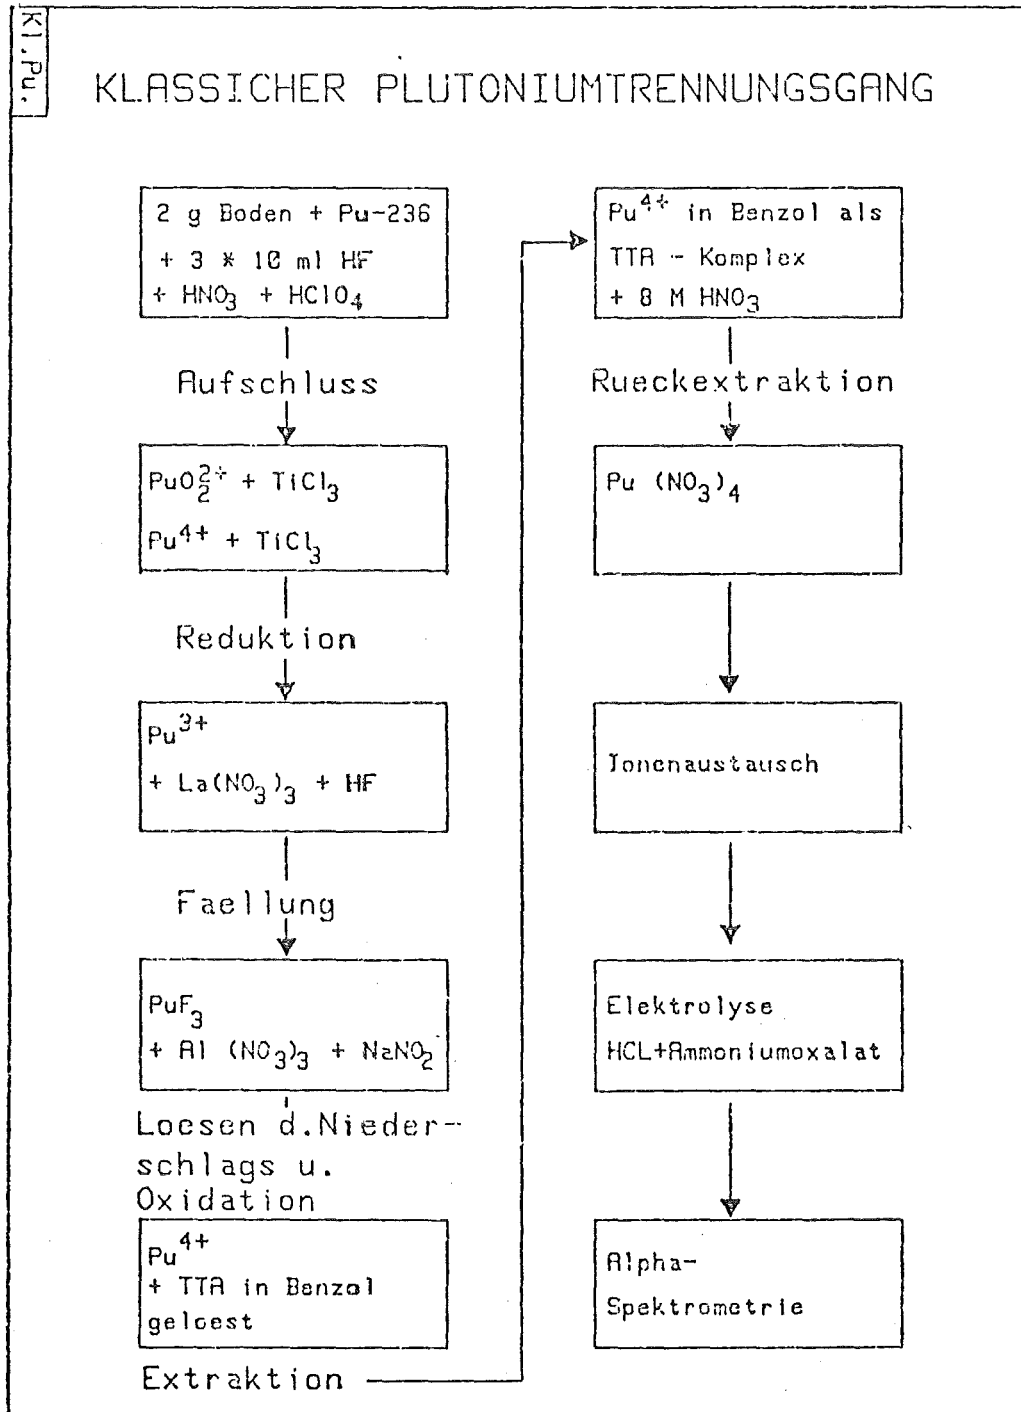 Kl.Pu.
KLASSICHER PLUTONIUMTRENNUNGSGANG
2 g Boden + Pu-236
+ 3 * 10 ml HF
+ HNO₃ + HClO₄
Aufschluss
PuO₂²⁺ + TiCl₃
Pu⁴⁺ + TiCl₃
Reduktion
Pu³⁺
+ La(NO₃)₃ + HF
Faellung
PuF₃
+ Al (NO₃)₃ + NaNO₂
Loesen d.Nieder-
schlags u.
Oxidation
Pu⁴⁺
+ TTA in Benzol
geloest
Extraktion
Pu⁴⁺ in Benzol als
TTA - Komplex
+ 8 M HNO₃
Rueckextraktion
Pu (NO₃)₄
Ionenaustausch
Elektrolyse
HCL+Ammoniumoxalat
Alpha-
Spektrometrie